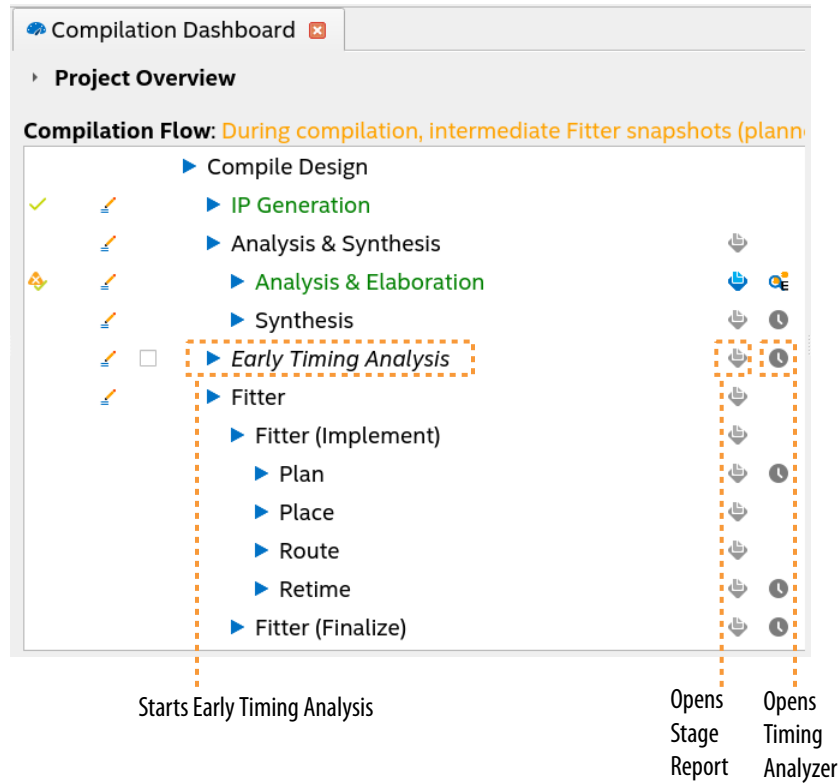 Compilation Dashboard
Project Overview
Compilation Flow: During compilation, intermediate Fitter snapshots (plann
Compile Design
IP Generation
Analysis & Synthesis
Analysis & Elaboration
E
Synthesis
Early Timing Analysis
Fitter
Fitter (Implement)
Plan
Place
Route
Retime
Fitter (Finalize)
Starts Early Timing Analysis
Opens
Stage
Report
Opens
Timing
Analyzer